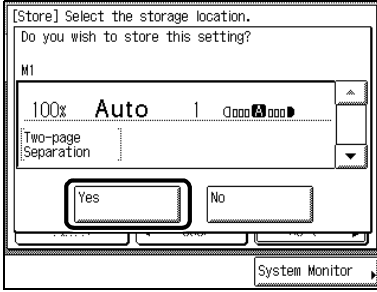 [Store] Select the storage location.
Do you wish to store this setting?
M1
100% Auto 1 A
Two-page
Separation
Yes No
System Monitor